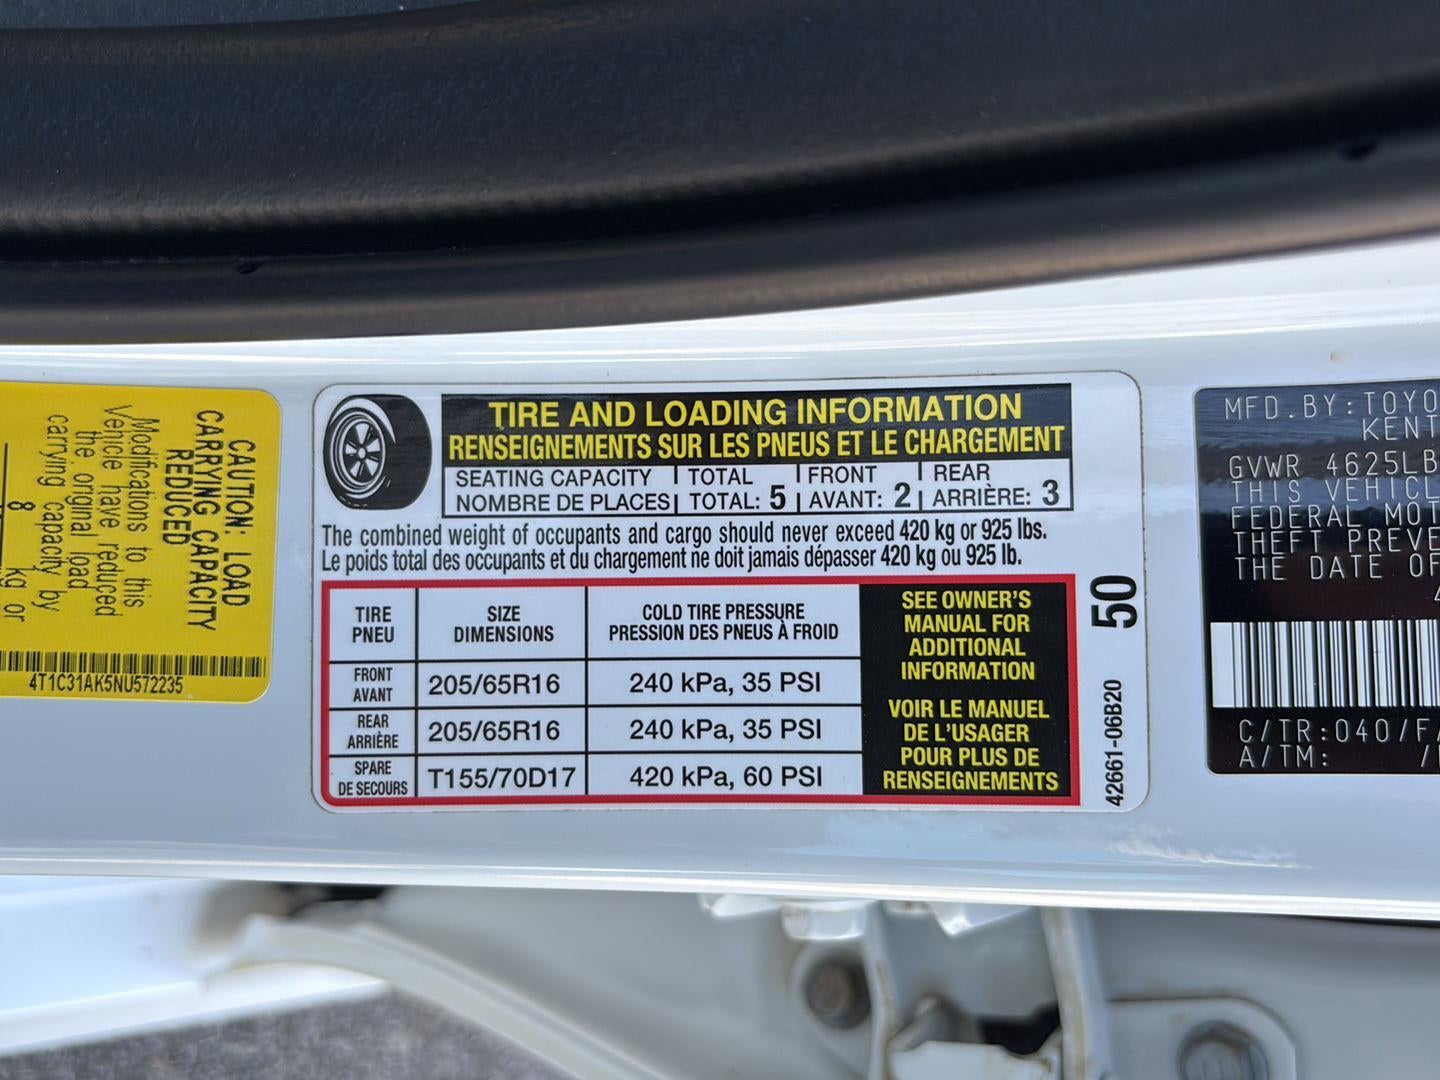 CAUTION: LOAD
CARRYING CAPACITY
REDUCED
Modifications to this
vehicle have reduced
the original load
carrying capacity by
8
kg or
4T1C31AK5NU572235
TIRE AND LOADING INFORMATION
RENSEIGNEMENTS SUR LES PNEUS ET LE CHARGEMENT
SEATING CAPACITY TOTAL FRONT REAR
NOMBRE DE PLACES TOTAL: 5 AVANT: 2 ARRIÈRE: 3
The combined weight of occupants and cargo should never exceed 420 kg or 925 lbs.
Le poids total des occupants et du chargement ne doit jamais dépasser 420 kg ou 925 lb.
TIRE SIZE COLD TIRE PRESSURE
PNEU DIMENSIONS PRESSION DES PNEUS À FROID
FRONT
AVANT 205/65R16 240 kPa, 35 PSI
REAR
ARRIÈRE 205/65R16 240 kPa, 35 PSI
SPARE
DE SECOURS T155/70D17 420 kPa, 60 PSI
SEE OWNER'S
MANUAL FOR
ADDITIONAL
INFORMATION
VOIR LE MANUEL
DE L'USAGER
POUR PLUS DE
RENSEIGNEMENTS
50
42661-06B20
MFD.BY:TOYO
KENT
GVWR 4625LB
THIS VEHICL
FEDERAL MOT
THEFT PREVE
THE DATE OF
C/TR:040/F
A/TM: /